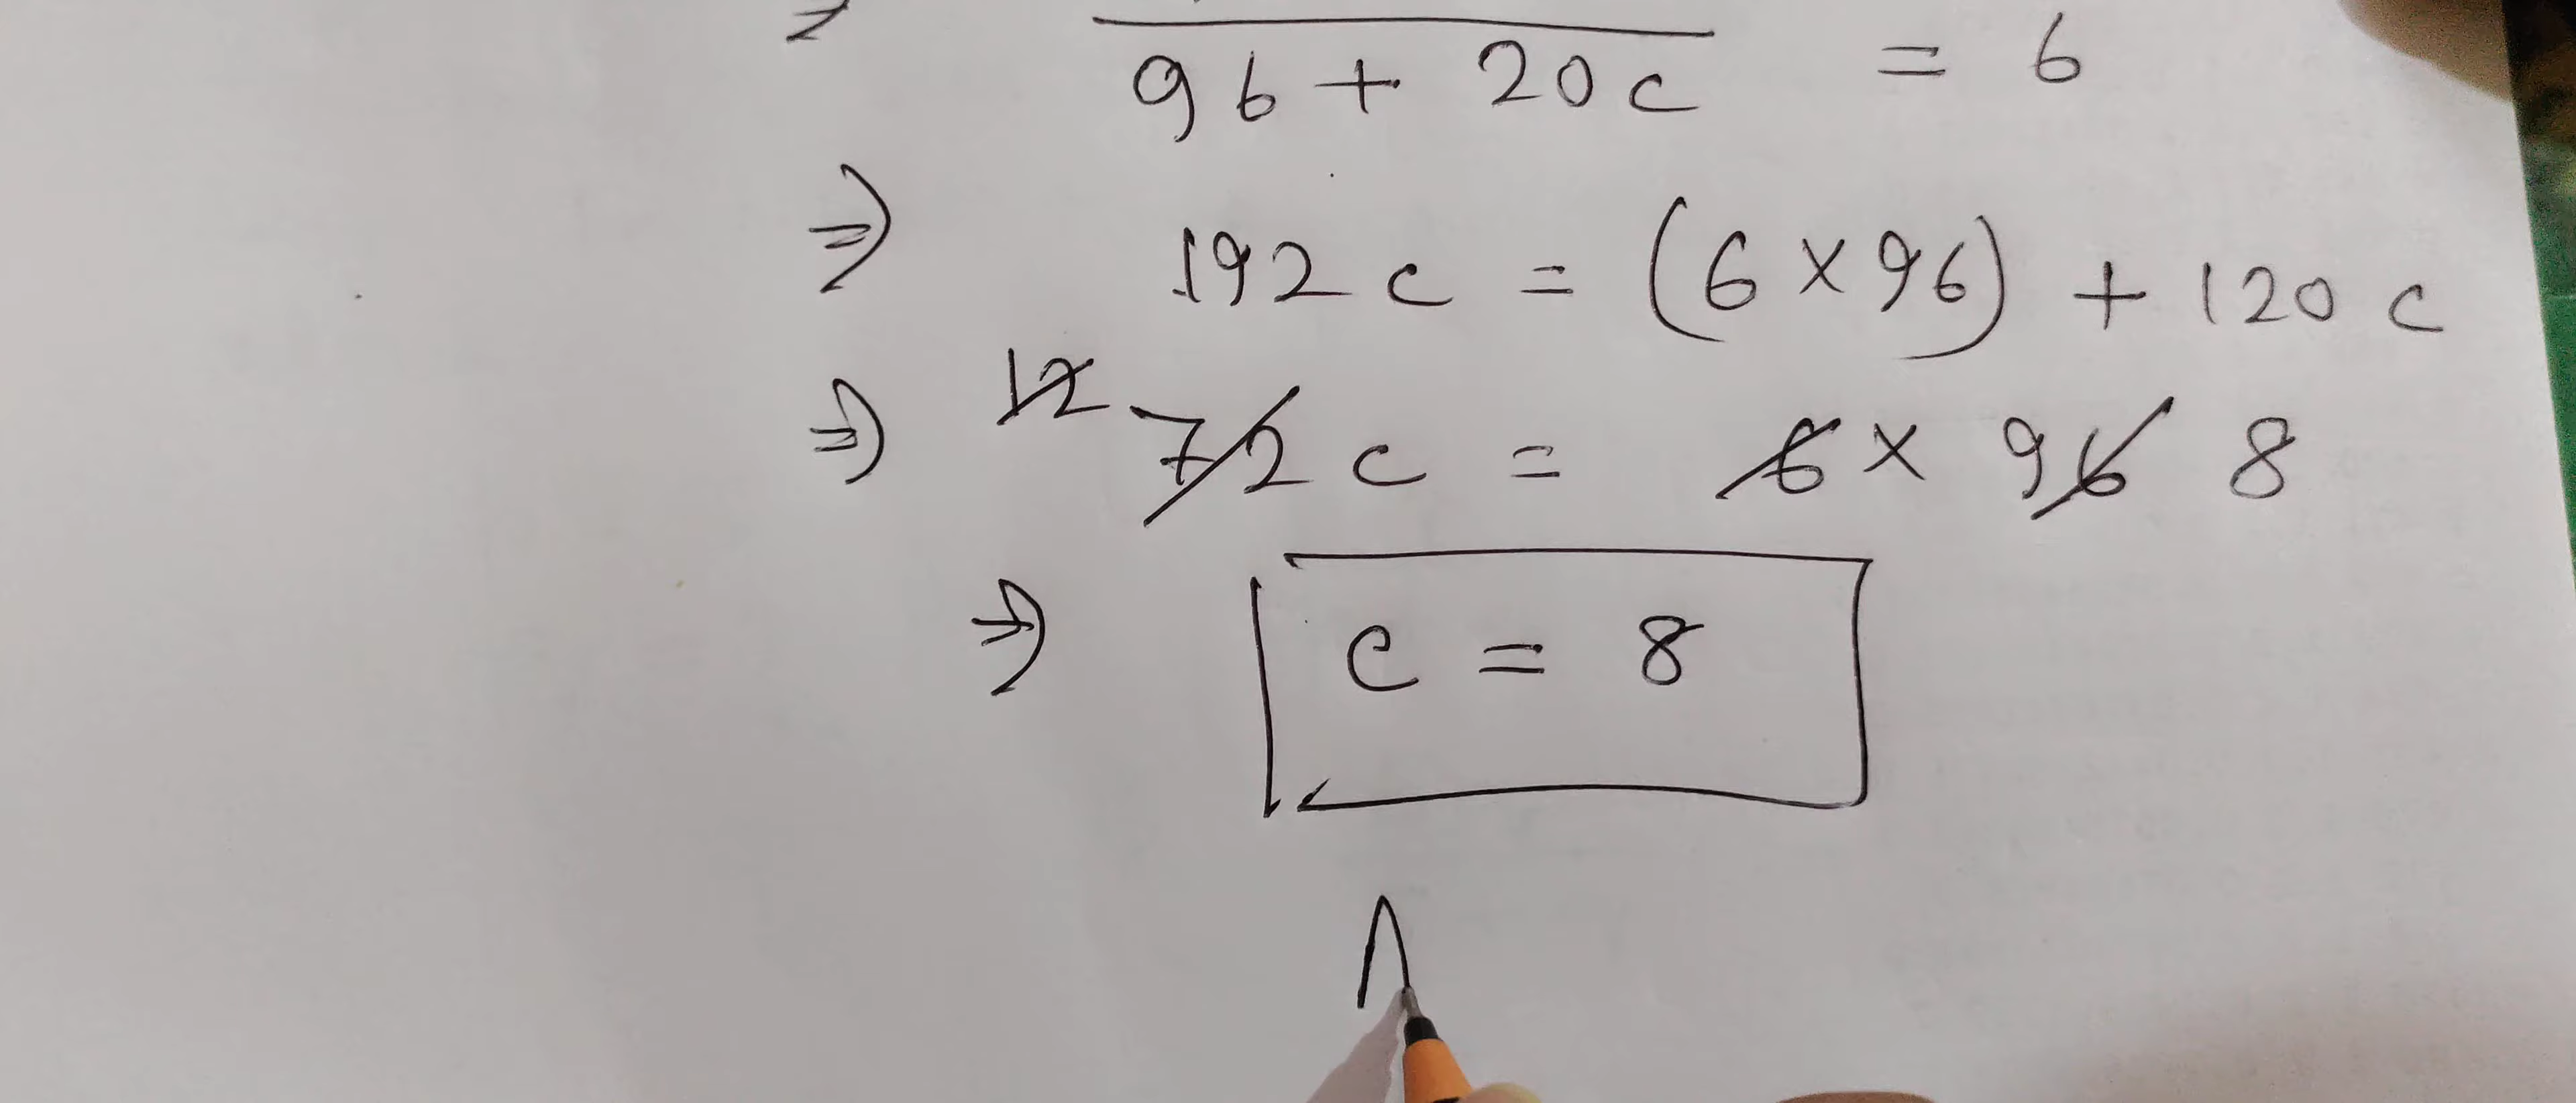 96 + 20c = 6
⇒ 192c = (6 × 96) + 120c
⇒ 12 72c = 6 × 96 8
⇒ c = 8